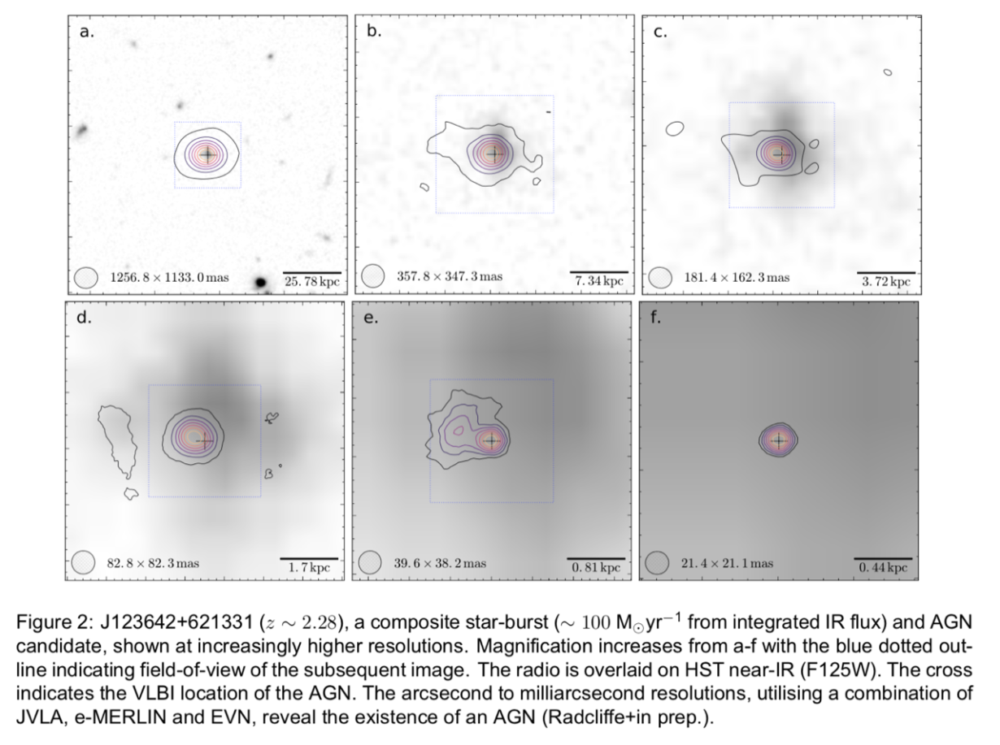 a.
b.
c.
1256.8 × 1133.0 mas
25.78 kpc
357.8 × 347.3 mas
7.34 kpc
181.4 × 162.3 mas
3.72 kpc
d.
e.
f.
82.8 × 82.3 mas
1.7 kpc
39.6 × 38.2 mas
0.81 kpc
21.4 × 21.1 mas
0.44 kpc
Figure 2: J123642+621331 (z ∼ 2.28), a composite star-burst (∼ 100 M⊙yr⁻¹ from integrated IR flux) and AGN
candidate, shown at increasingly higher resolutions. Magnification increases from a-f with the blue dotted out-
line indicating field-of-view of the subsequent image. The radio is overlaid on HST near-IR (F125W). The cross
indicates the VLBI location of the AGN. The arcsecond to milliarcsecond resolutions, utilising a combination of
JVLA, e-MERLIN and EVN, reveal the existence of an AGN (Radcliffe+in prep.).